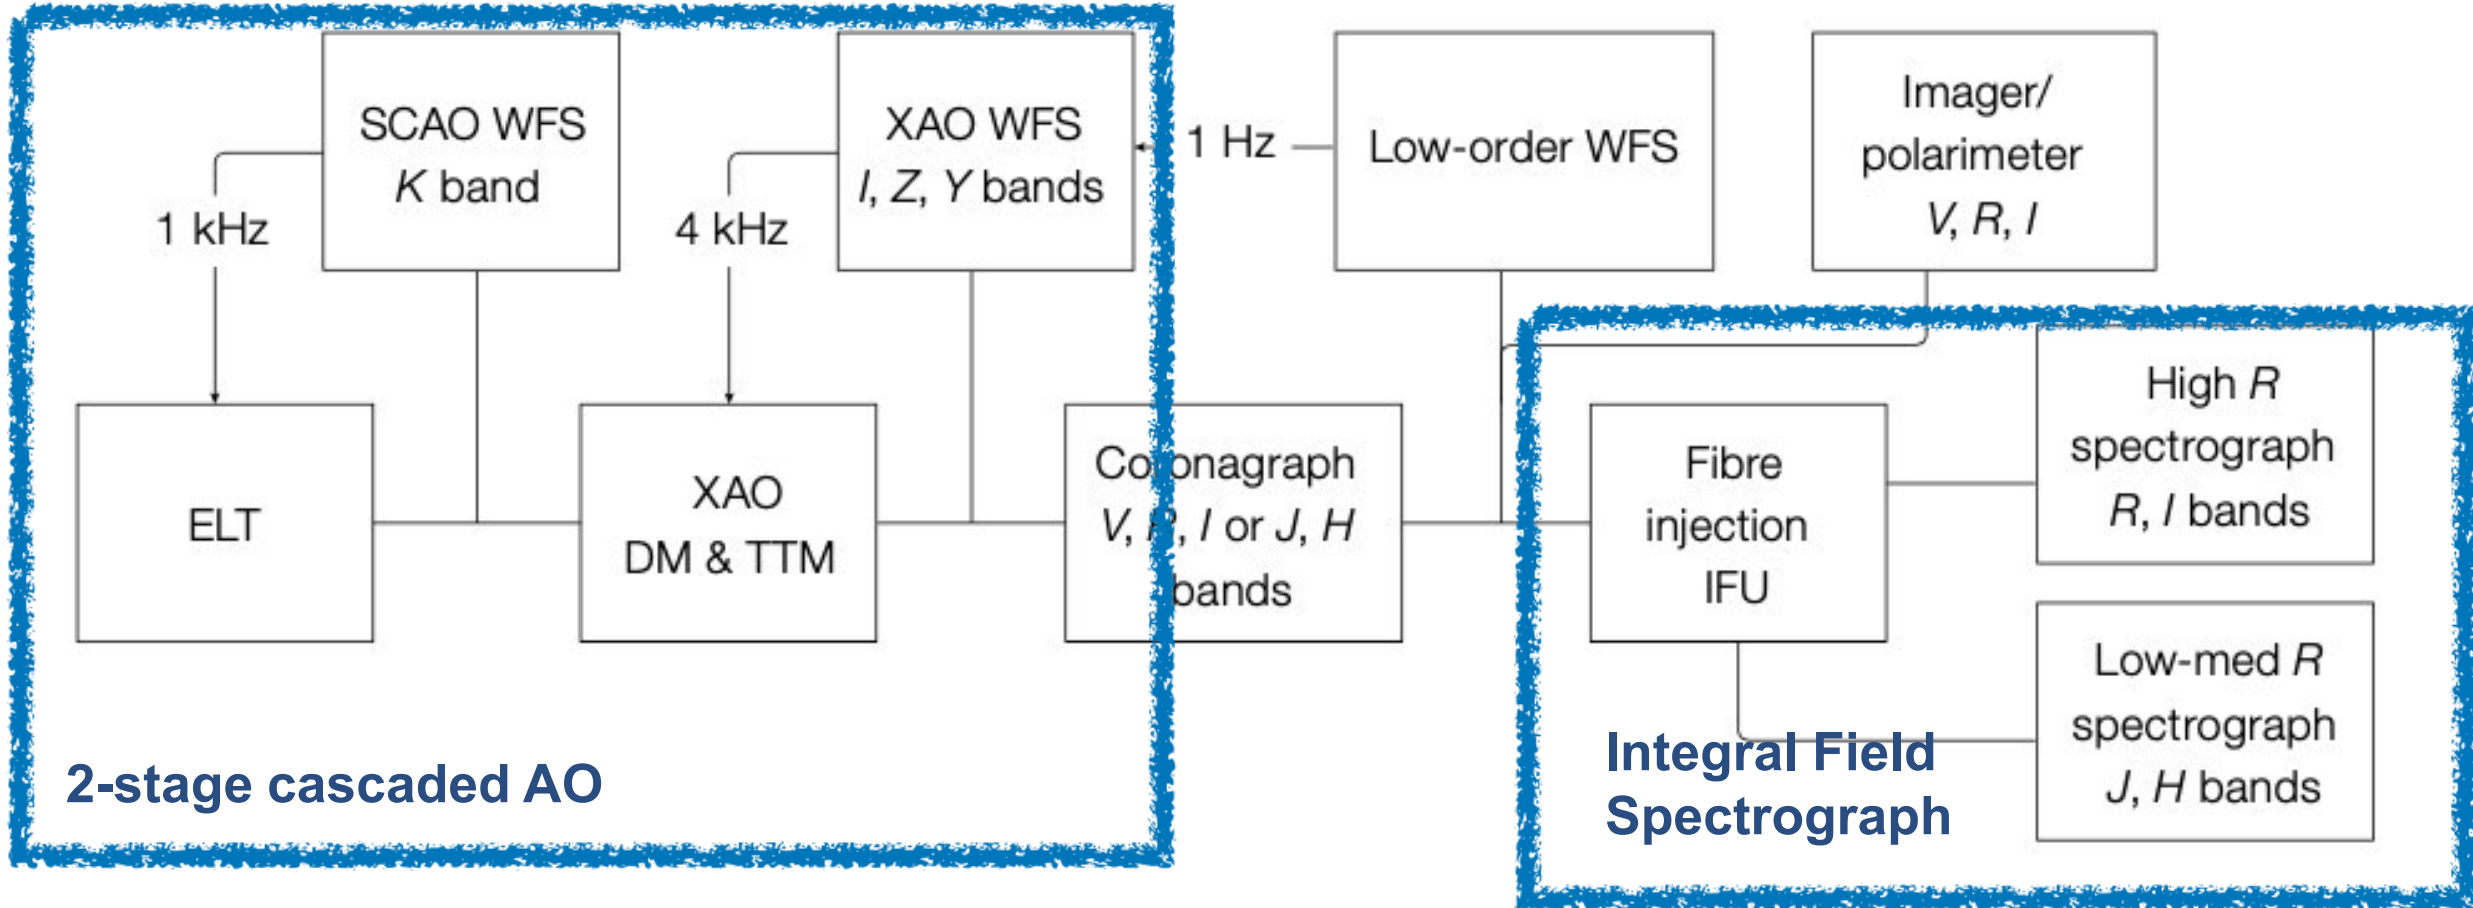 SCAO WFS
K band
XAO WFS
I, Z, Y bands
1 Hz
Low-order WFS
Imager/
polarimeter
V, R, I
1 kHz
4 kHz
ELT
XAO
DM & TTM
Coronagraph
V, R, I or J, H
bands
Fibre
injection
IFU
High R
spectrograph
R, I bands
Low-med R
spectrograph
J, H bands
2-stage cascaded AO
Integral Field
Spectrograph